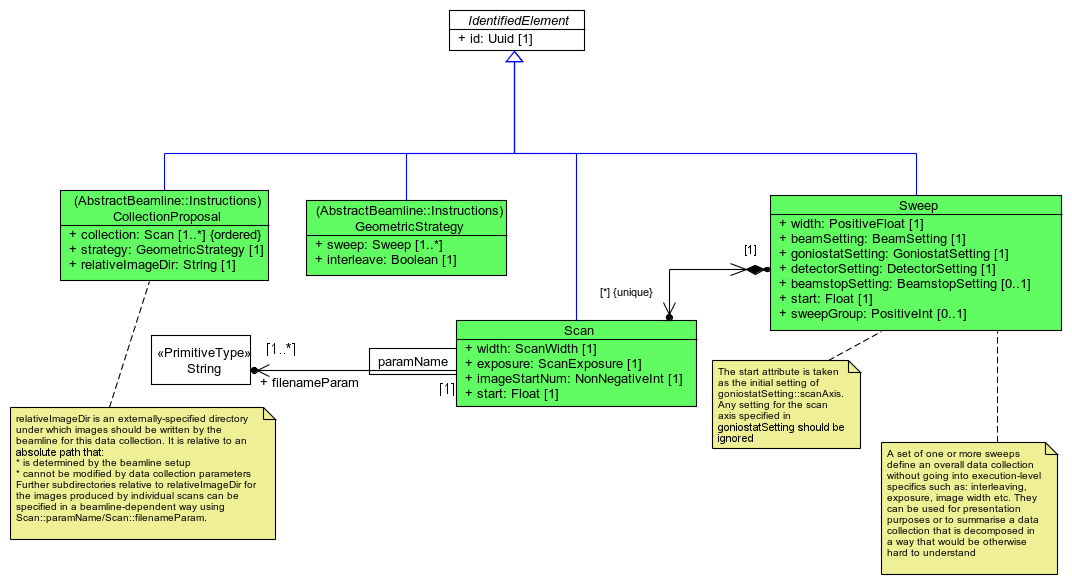 IdentifiedElement
+ id: Uuid [1]
(AbstractBeamline::Instructions)
CollectionProposal
+ collection: Scan [1..*] {ordered}
+ strategy: GeometricStrategy [1]
+ relativeImageDir: String [1]
(AbstractBeamline::Instructions)
GeometricStrategy
+ sweep: Sweep [1..*]
+ interleave: Boolean [1]
Sweep
+ width: PositiveFloat [1]
+ beamSetting: BeamSetting [1]
+ goniostatSetting: GoniostatSetting [1]
+ detectorSetting: DetectorSetting [1]
+ beamstopSetting: BeamstopSetting [0..1]
+ start: Float [1]
+ sweepGroup: PositiveInt [0..1]
[1]
[*] {unique}
Scan
+ width: ScanWidth [1]
+ exposure: ScanExposure [1]
+ imageStartNum: NonNegativeInt [1]
+ start: Float [1]
«PrimitiveType»
String
[1..*]
+ filenameParam
paramName
[1]
relativeImageDir is an externally-specified directory
under which images should be written by the
beamline for this data collection. It is relative to an
absolute path that:
* is determined by the beamline setup
* cannot be modified by data collection parameters
Further subdirectories relative to relativeImageDir for
the images produced by individual scans can be
specified in a beamline-dependent way using
Scan::paramName/Scan::filenameParam.
The start attribute is taken
as the initial setting of
goniostatSetting::scanAxis.
Any setting for the scan
axis specified in
goniostatSetting should be
ignored
A set of one or more sweeps
define an overall data collection
without going into execution-level
specifics such as: interleaving,
exposure, image width etc. They
can be used for presentation
purposes or to summarise a data
collection that is decomposed in
a way that would be otherwise
hard to understand